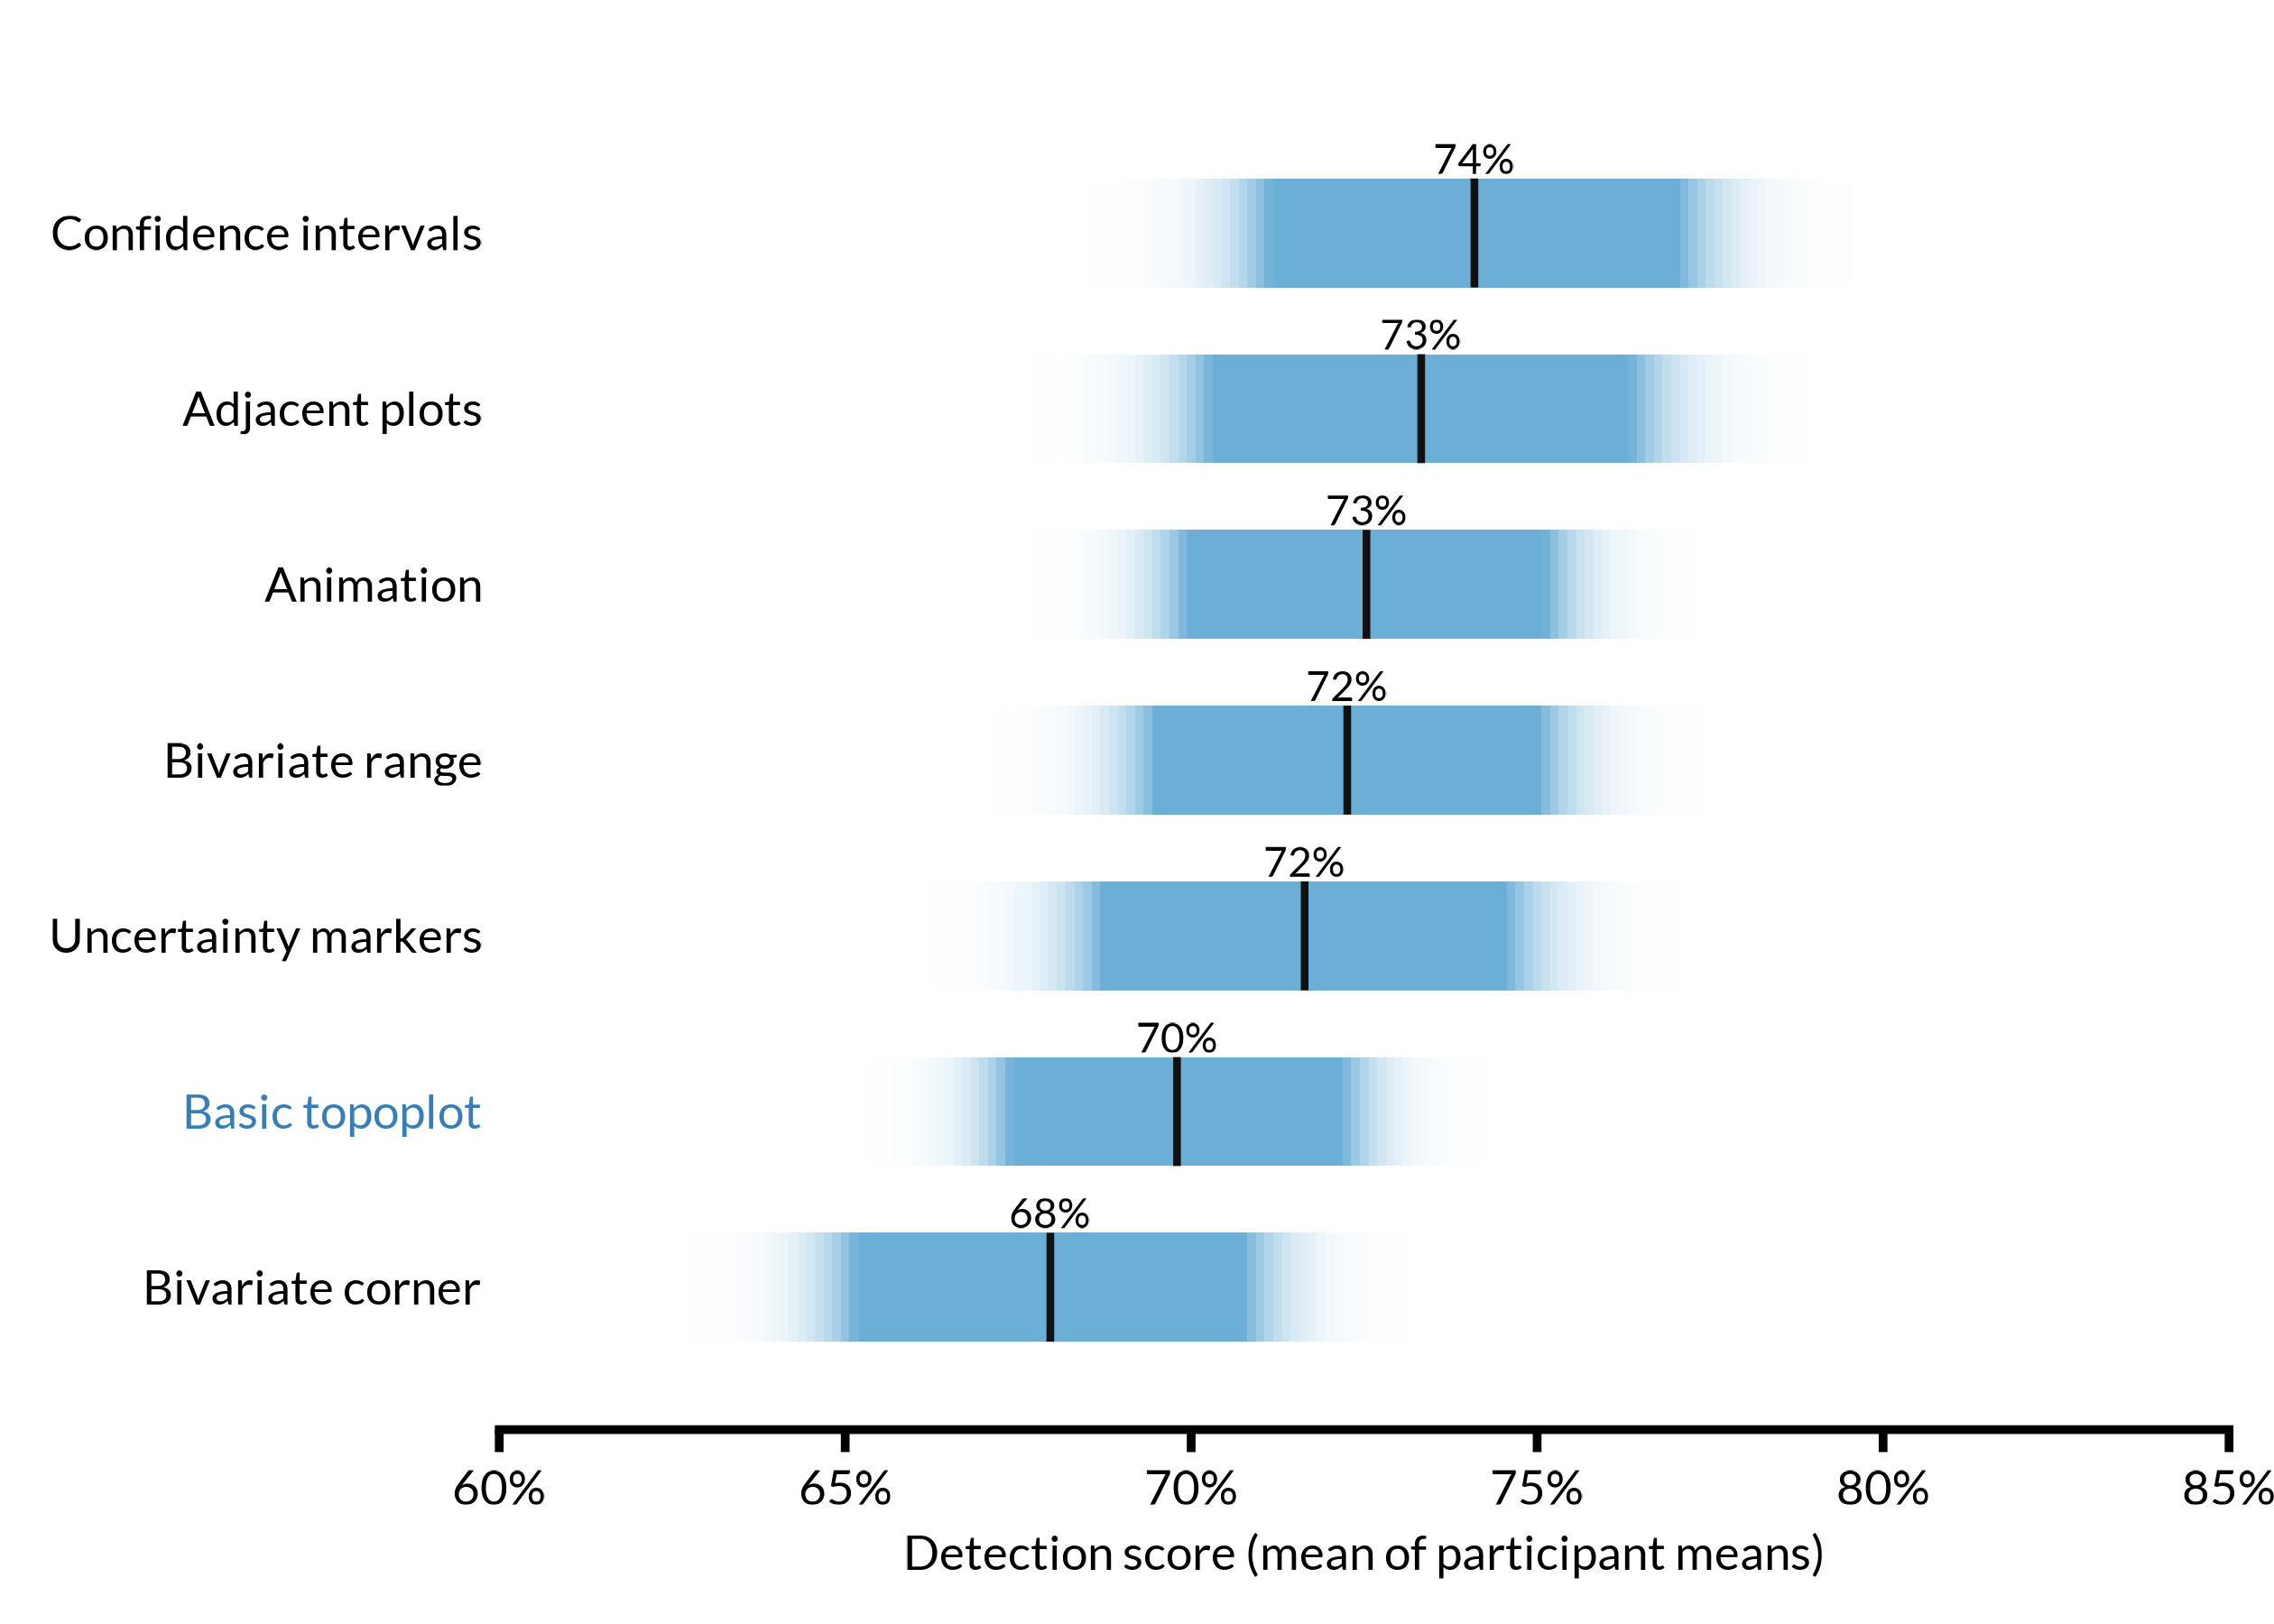 74%
Confidence intervals
73%
Adjacent plots
73%
Animation
72%
Bivariate range
72%
Uncertainty markers
70%
Basic topoplot
68%
Bivariate corner
60% 65% 70% 75% 80% 85%
Detection score (mean of participant means)